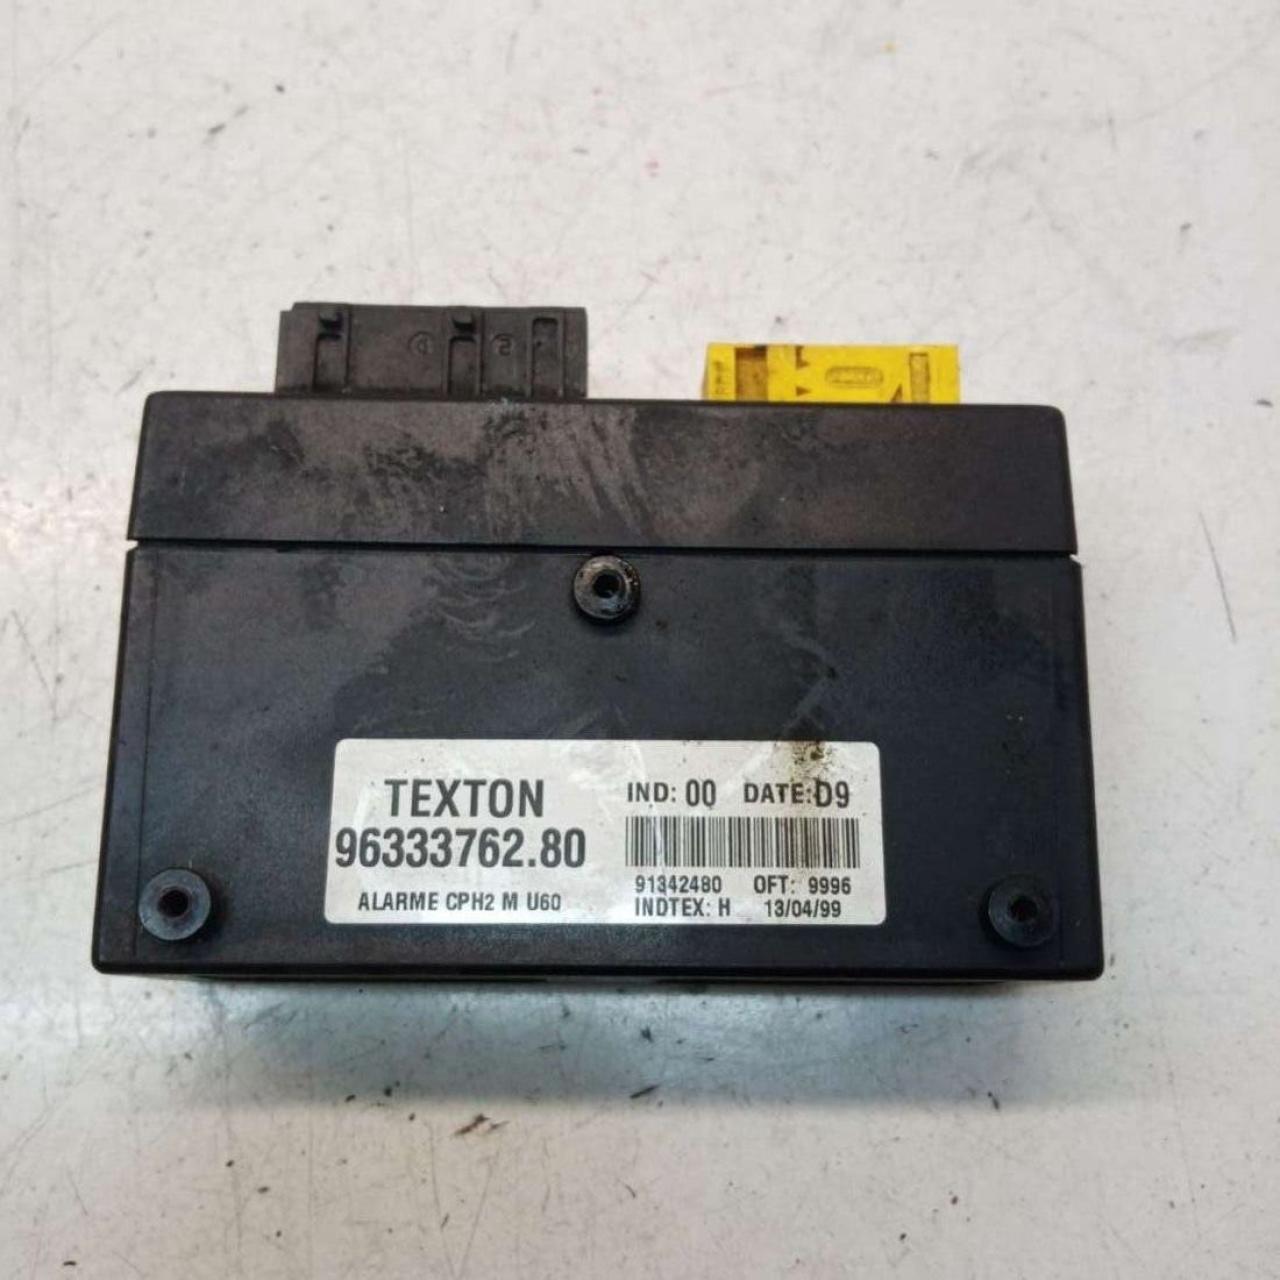 TEXTON
96333762.80
ALARME CPH2 M U60
IND: 00 DATE: D9
91342480 OFT: 9996
INDTEX: H 13/04/99